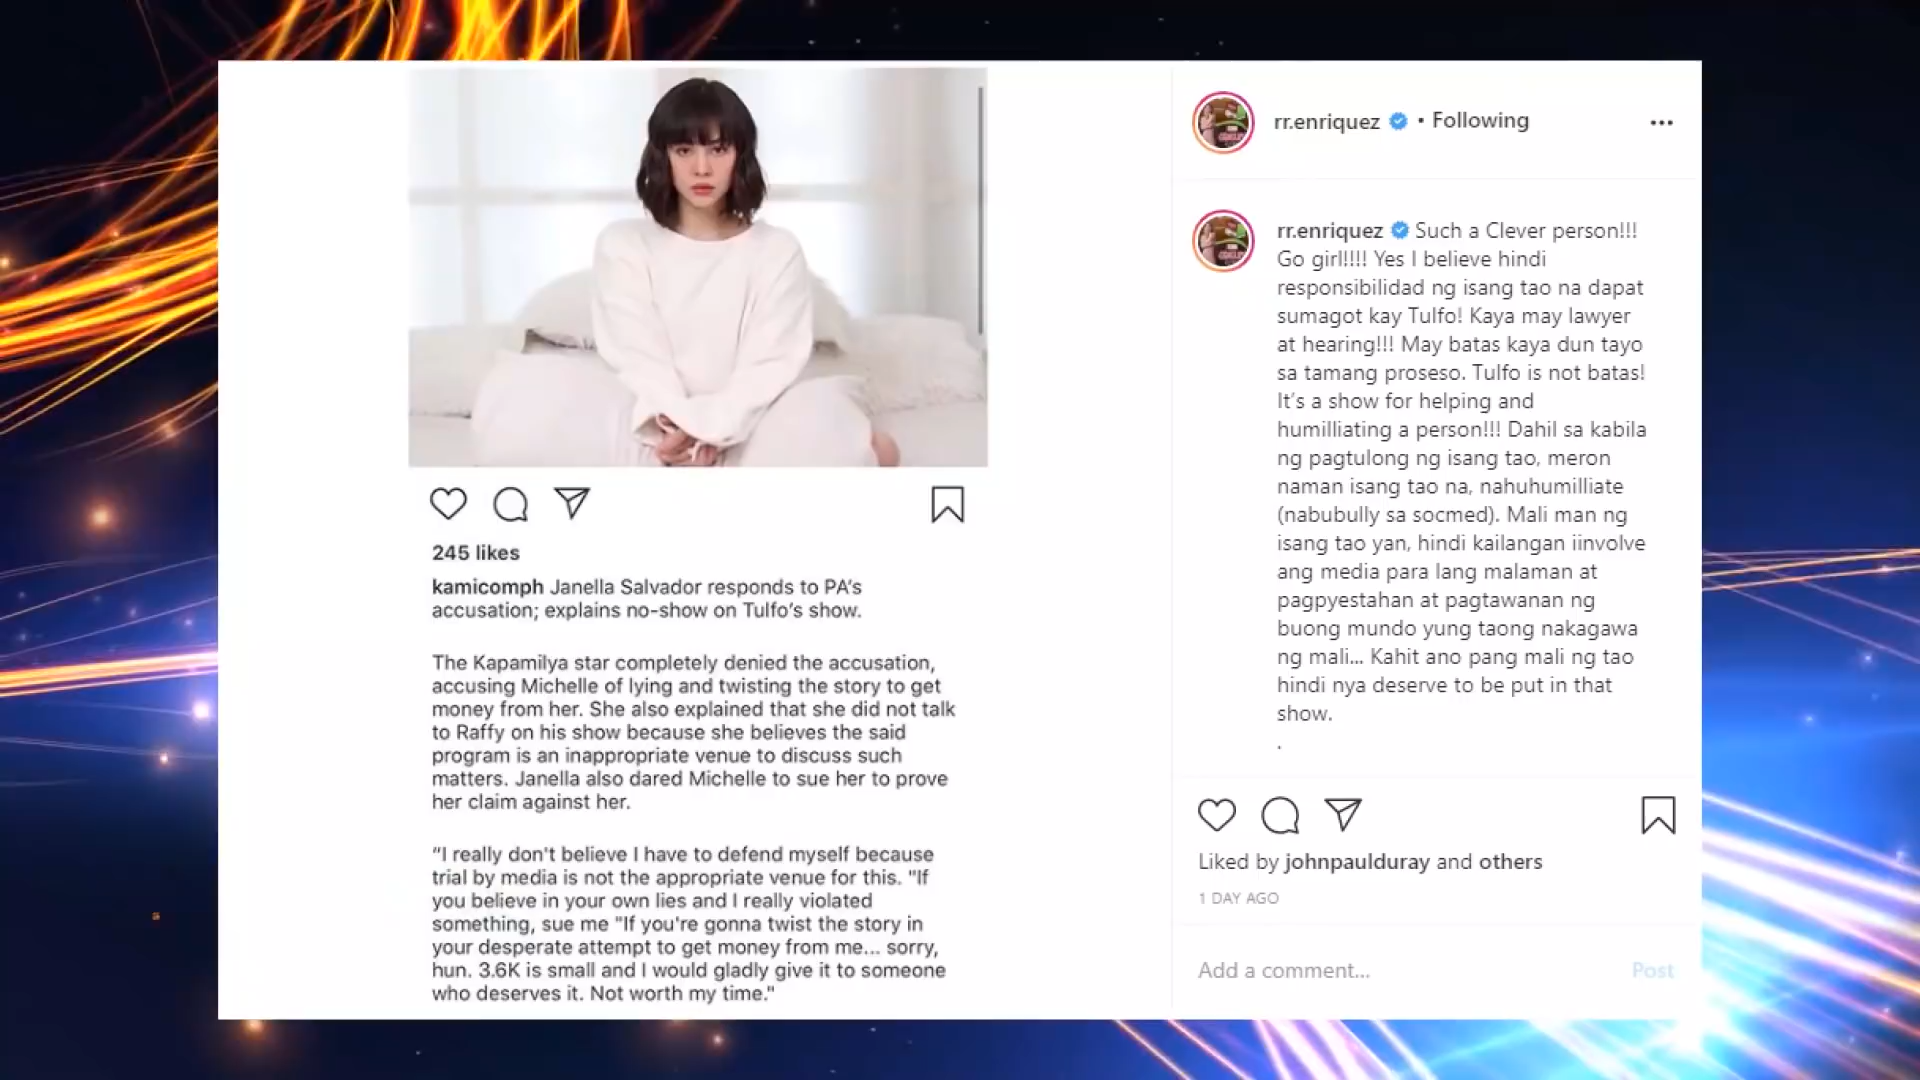 245 likes
kamicomph Janella Salvador responds to PA's
accusation; explains no-show on Tulfo's show.
The Kapamilya star completely denied the accusation,
accusing Michelle of lying and twisting the story to get
money from her. She also explained that she did not talk
to Raffy on his show because she believes the said
program is an inappropriate venue to discuss such
matters. Janella also dared Michelle to sue her to prove
her claim against her.
“I really don't believe I have to defend myself because
trial by media is not the appropriate venue for this. "If
you believe in your own lies and I really violated
something, sue me "If you're gonna twist the story in
your desperate attempt to get money from me... sorry,
hun. 3.6K is small and I would gladly give it to someone
who deserves it. Not worth my time."
rr.enriquez • Following
rr.enriquez Such a Clever person!!!
Go girl!!!! Yes I believe hindi
responsibilidad ng isang tao na dapat
sumagot kay Tulfo! Kaya may lawyer
at hearing!!! May batas kaya dun tayo
sa tamang proseso. Tulfo is not batas!
It’s a show for helping and
humilliating a person!!! Dahil sa kabila
ng pagtulong ng isang tao, meron
naman isang tao na, nahuhumilliate
(nabubully sa socmed). Mali man ng
isang tao yan, hindi kailangan iinvolve
ang media para lang malaman at
pagpyestahan at pagtawanan ng
buong mundo yung taong nakagawa
ng mali... Kahit ano pang mali ng tao
hindi nya deserve to be put in that
show.
.
Liked by johnpaulduray and others
1 DAY AGO
Add a comment...
Post